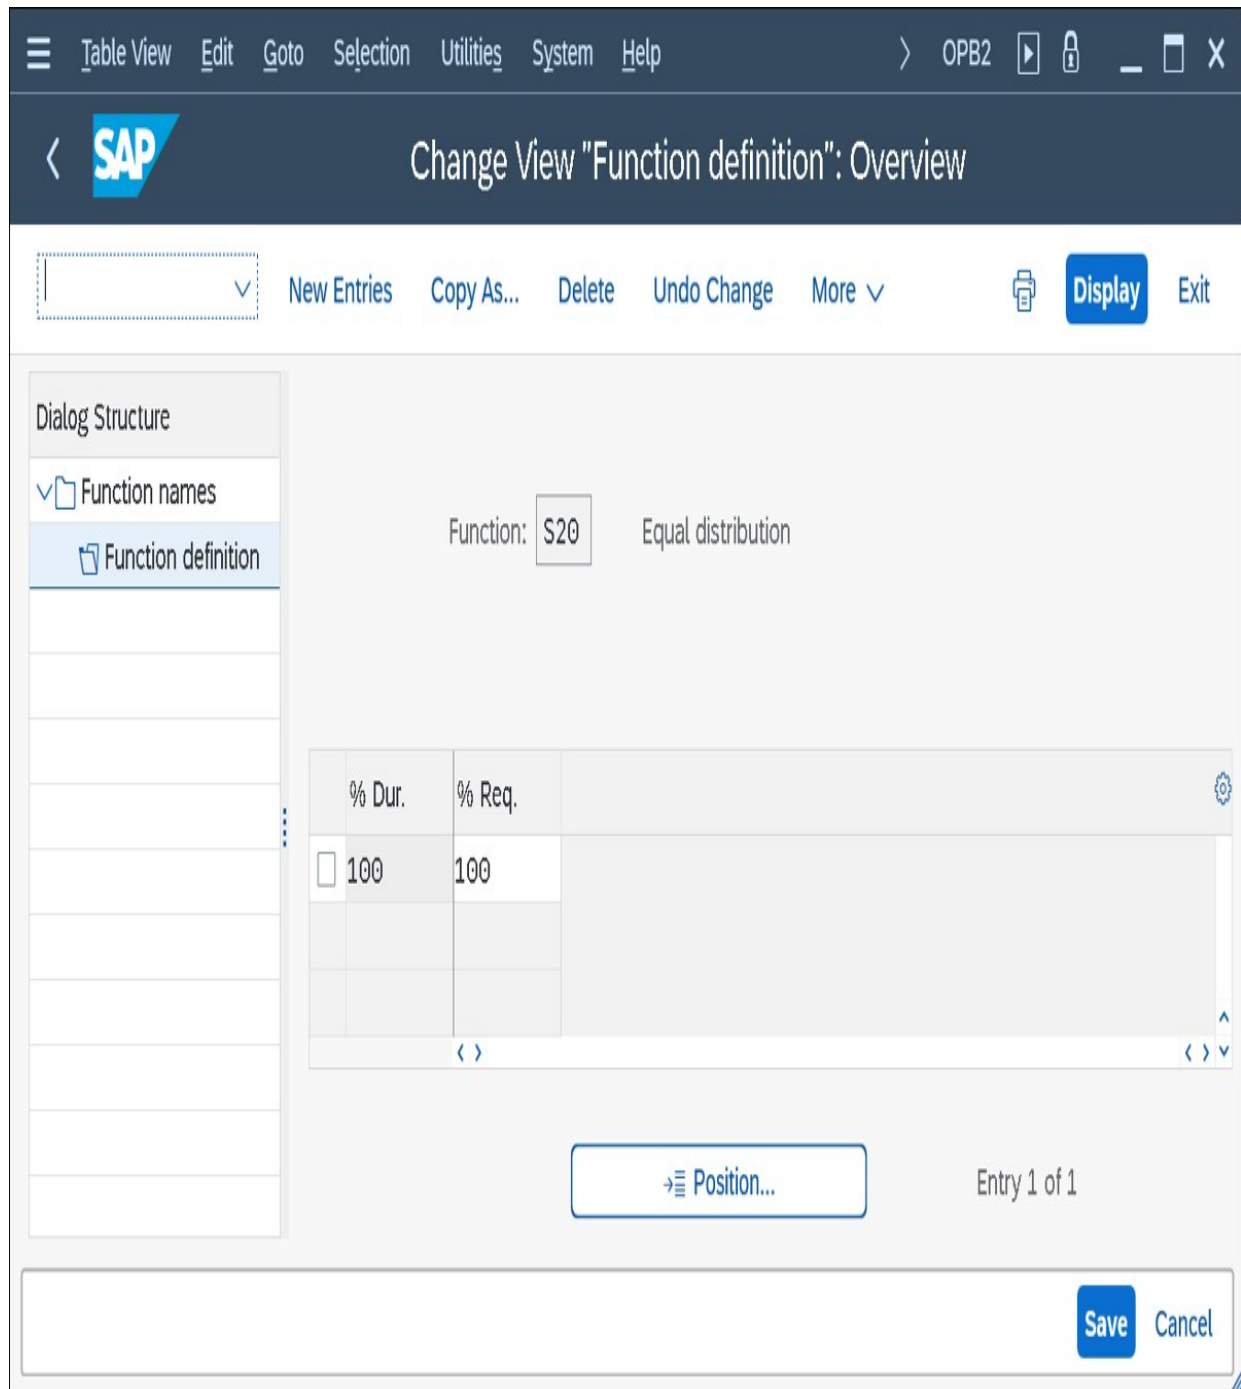 Table View Edit Goto Selection Utilities System Help OPB2
SAP Change View "Function definition": Overview
New Entries Copy As... Delete Undo Change More Display Exit
Dialog Structure
Function names
Function definition
Function: S20 Equal distribution
% Dur. % Req.
100 100
Position... Entry 1 of 1
Save Cancel